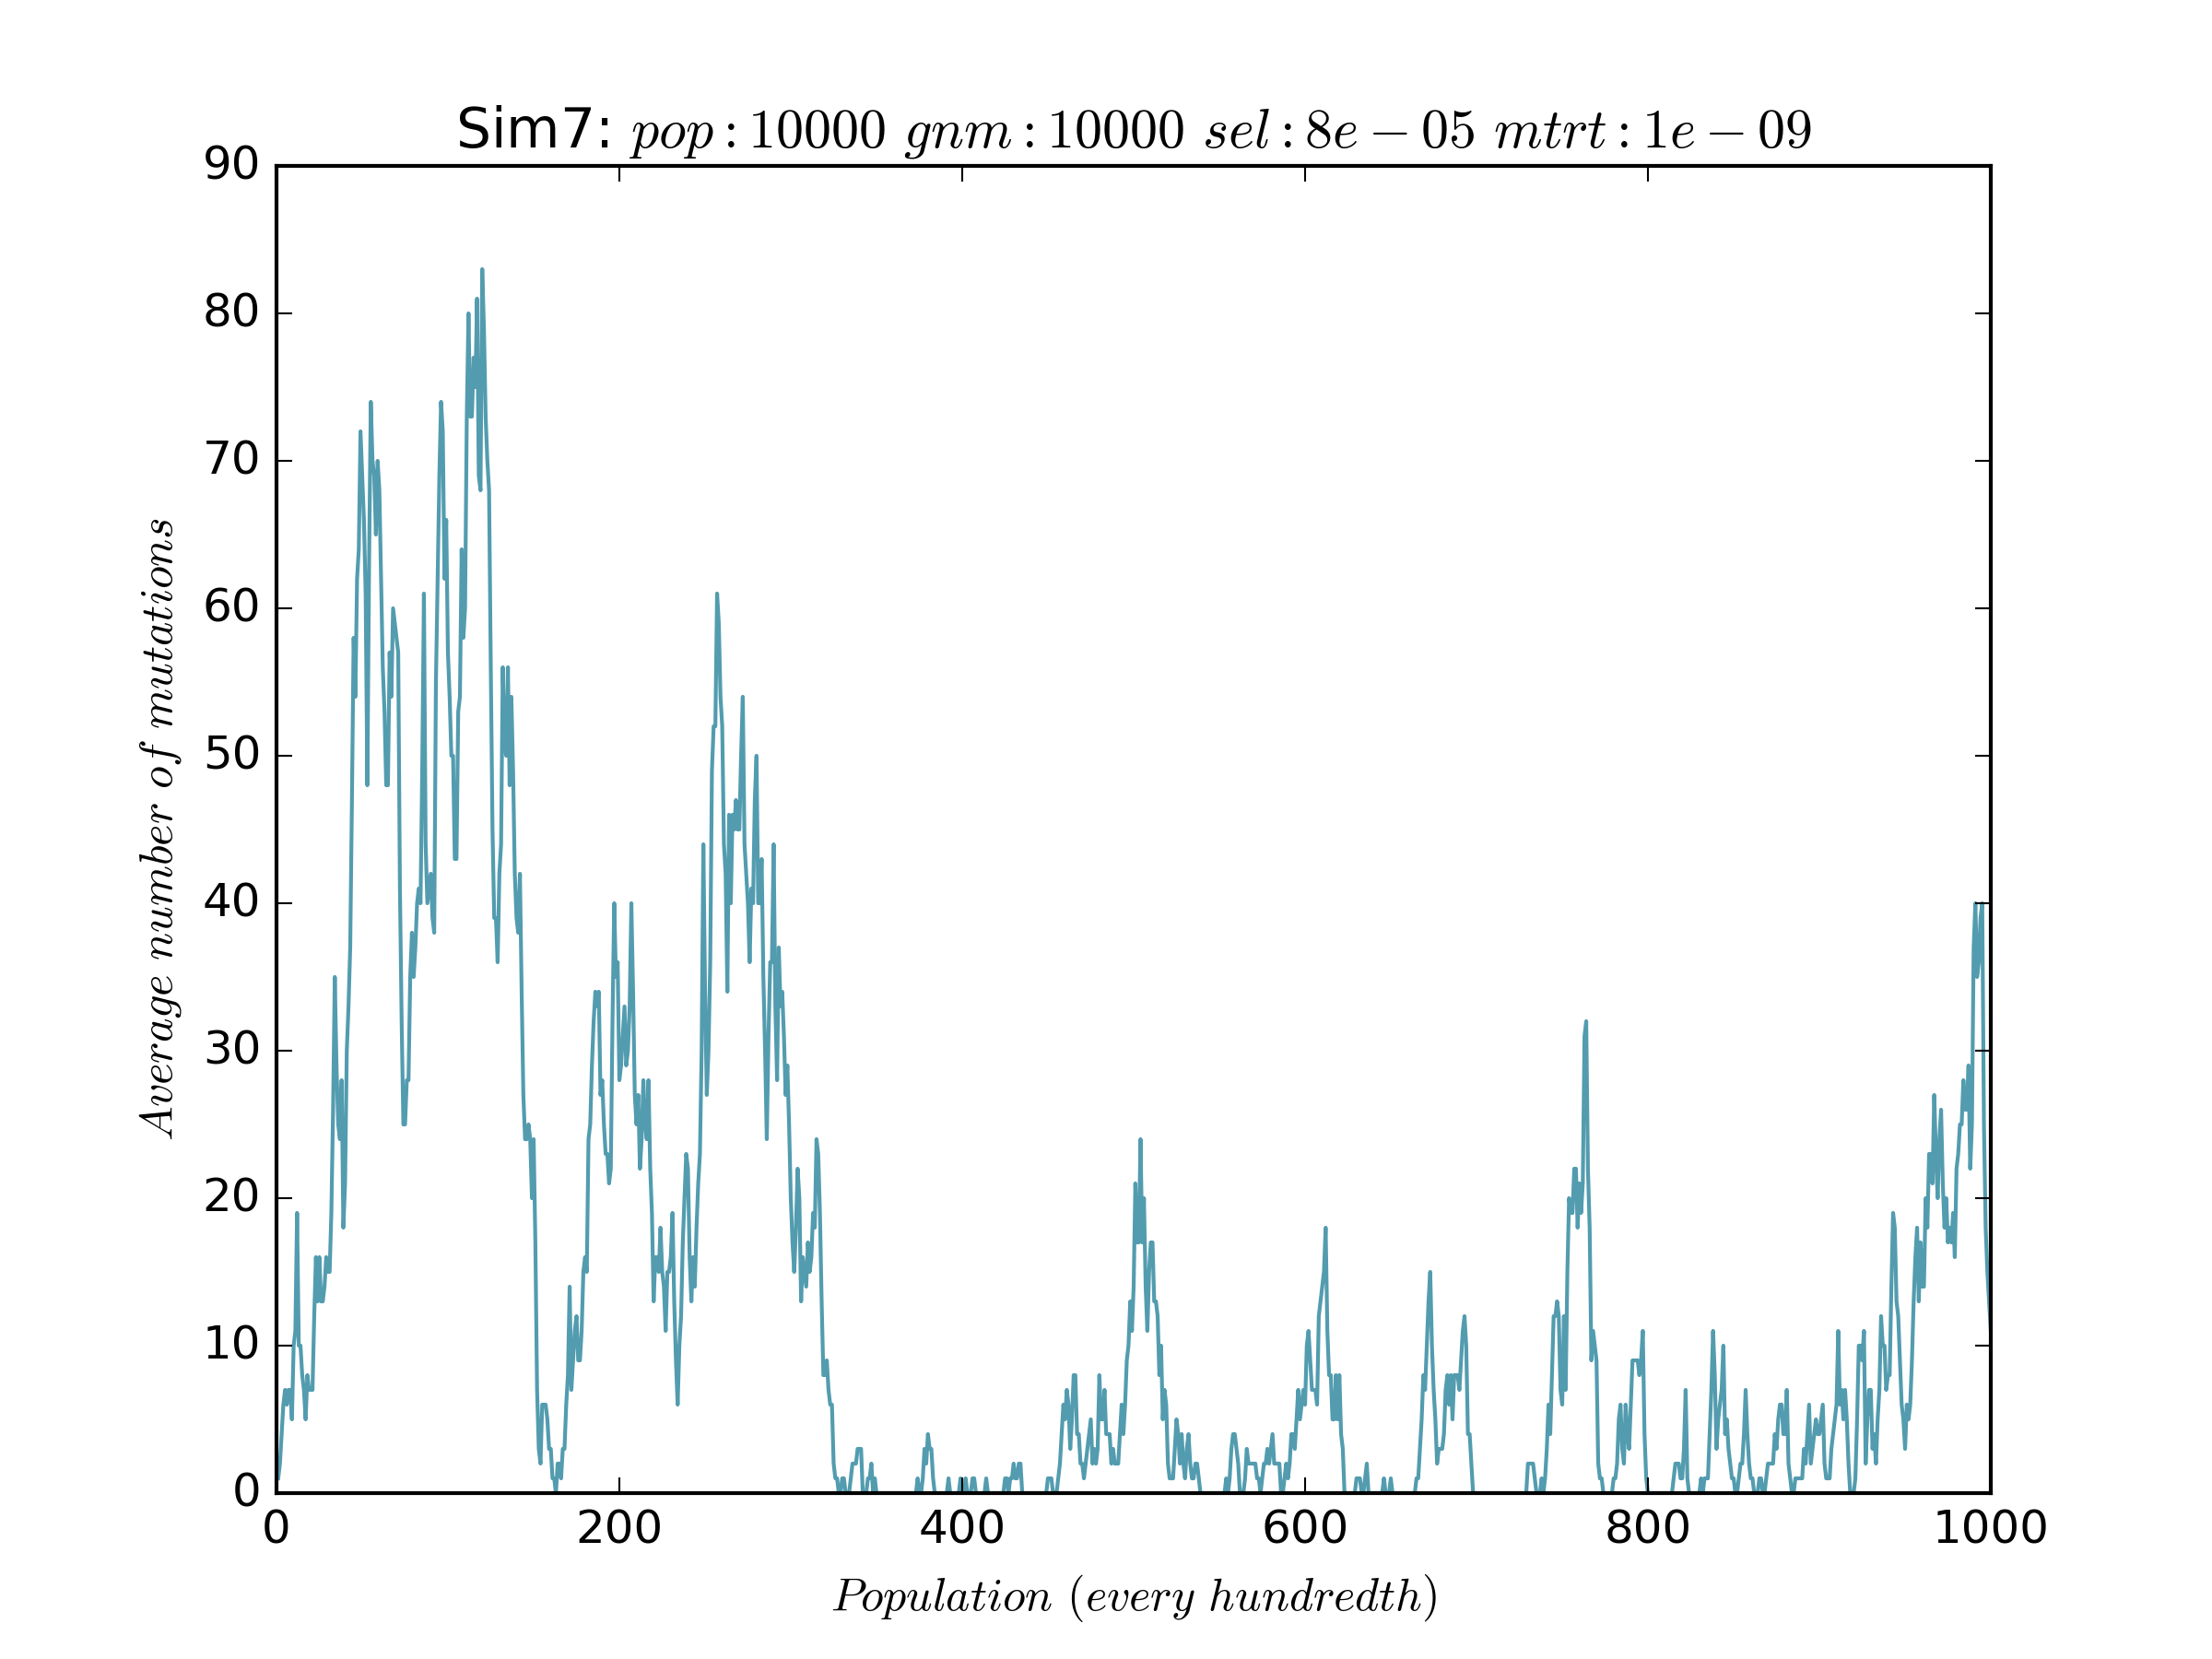 Sim7: pop : 10000 gnm : 10000 sel : 8e − 05 mtrt : 1e − 09
90
80
70
60
50
40
30
20
10
0
Average number of mutations
0 200 400 600 800 1000
Population (every hundredth)